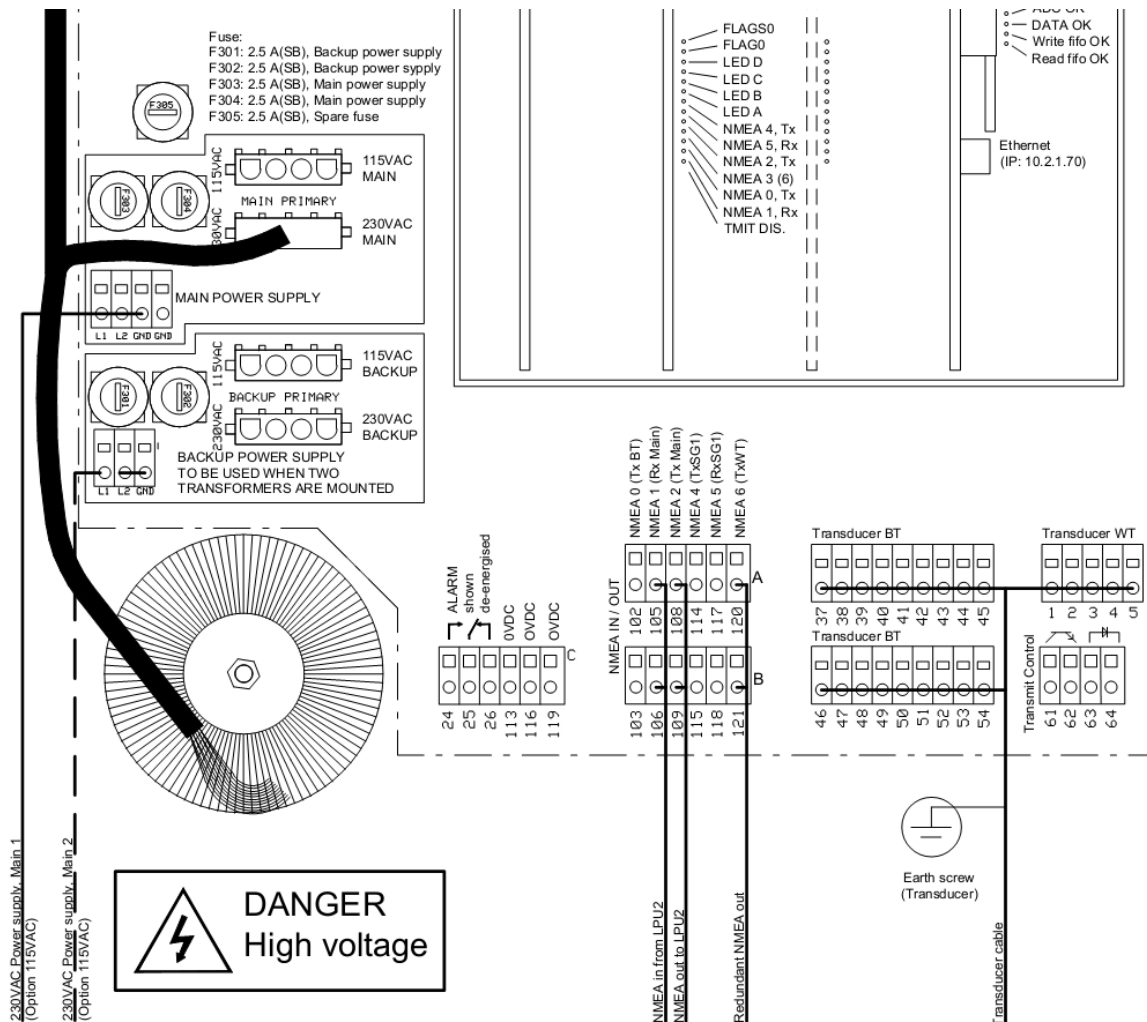 Fuse:
F301: 2.5 A(SB), Backup power supply
F302: 2.5 A(SB), Backup power sypply
F303: 2.5 A(SB), Main power supply
F304: 2.5 A(SB), Main power supply
F305: 2.5 A(SB), Spare fuse
F305
115VAC
115VAC
MAIN
MAIN PRIMARY
F303
F304
230VAC
MAIN
MAIN POWER SUPPLY
L1 L2 GND GND
115VAC
115VAC
BACKUP
BACKUP PRIMARY
F301
F302
230VAC
230VAC
BACKUP
BACKUP POWER SUPPLY
TO BE USED WHEN TWO
TRANSFORMERS ARE MOUNTED
L1 L2 GND
FLAGS0
FLAG0
LED D
LED C
LED B
LED A
NMEA 4, Tx
NMEA 5, Rx
NMEA 2, Tx
NMEA 3 (6)
NMEA 0, Tx
NMEA 1, Rx
TMIT DIS.
DATA OK
Write fifo OK
Read fifo OK
Ethernet
(IP: 10.2.1.70)
ALARM
shown
de-energised
0VDC
0VDC
0VDC
C
24 25 26 113 116 119
NMEA 0 (Tx BT)
NMEA 1 (Rx Main)
NMEA 2 (Tx Main)
NMEA 4 (TxSG1)
NMEA 5 (RxSG1)
NMEA 6 (TxWT)
A
NMEA IN / OUT
102 105 108 114 117 120
B
103 106 109 115 118 121
Transducer BT
37 38 39 40 41 42 43 44 45
Transducer BT
46 47 48 49 50 51 52 53 54
Transducer WT
1 2 3 4 5
Transmit Control
61 62 63 64
Earth screw
(Transducer)
DANGER
High voltage
230VAC Power supply, Main 1
(Option 115VAC)
230VAC Power supply, Main 2
(Option 115VAC)
NMEA in from LPU2
NMEA out to LPU2
Redundant NMEA out
Transducer cable